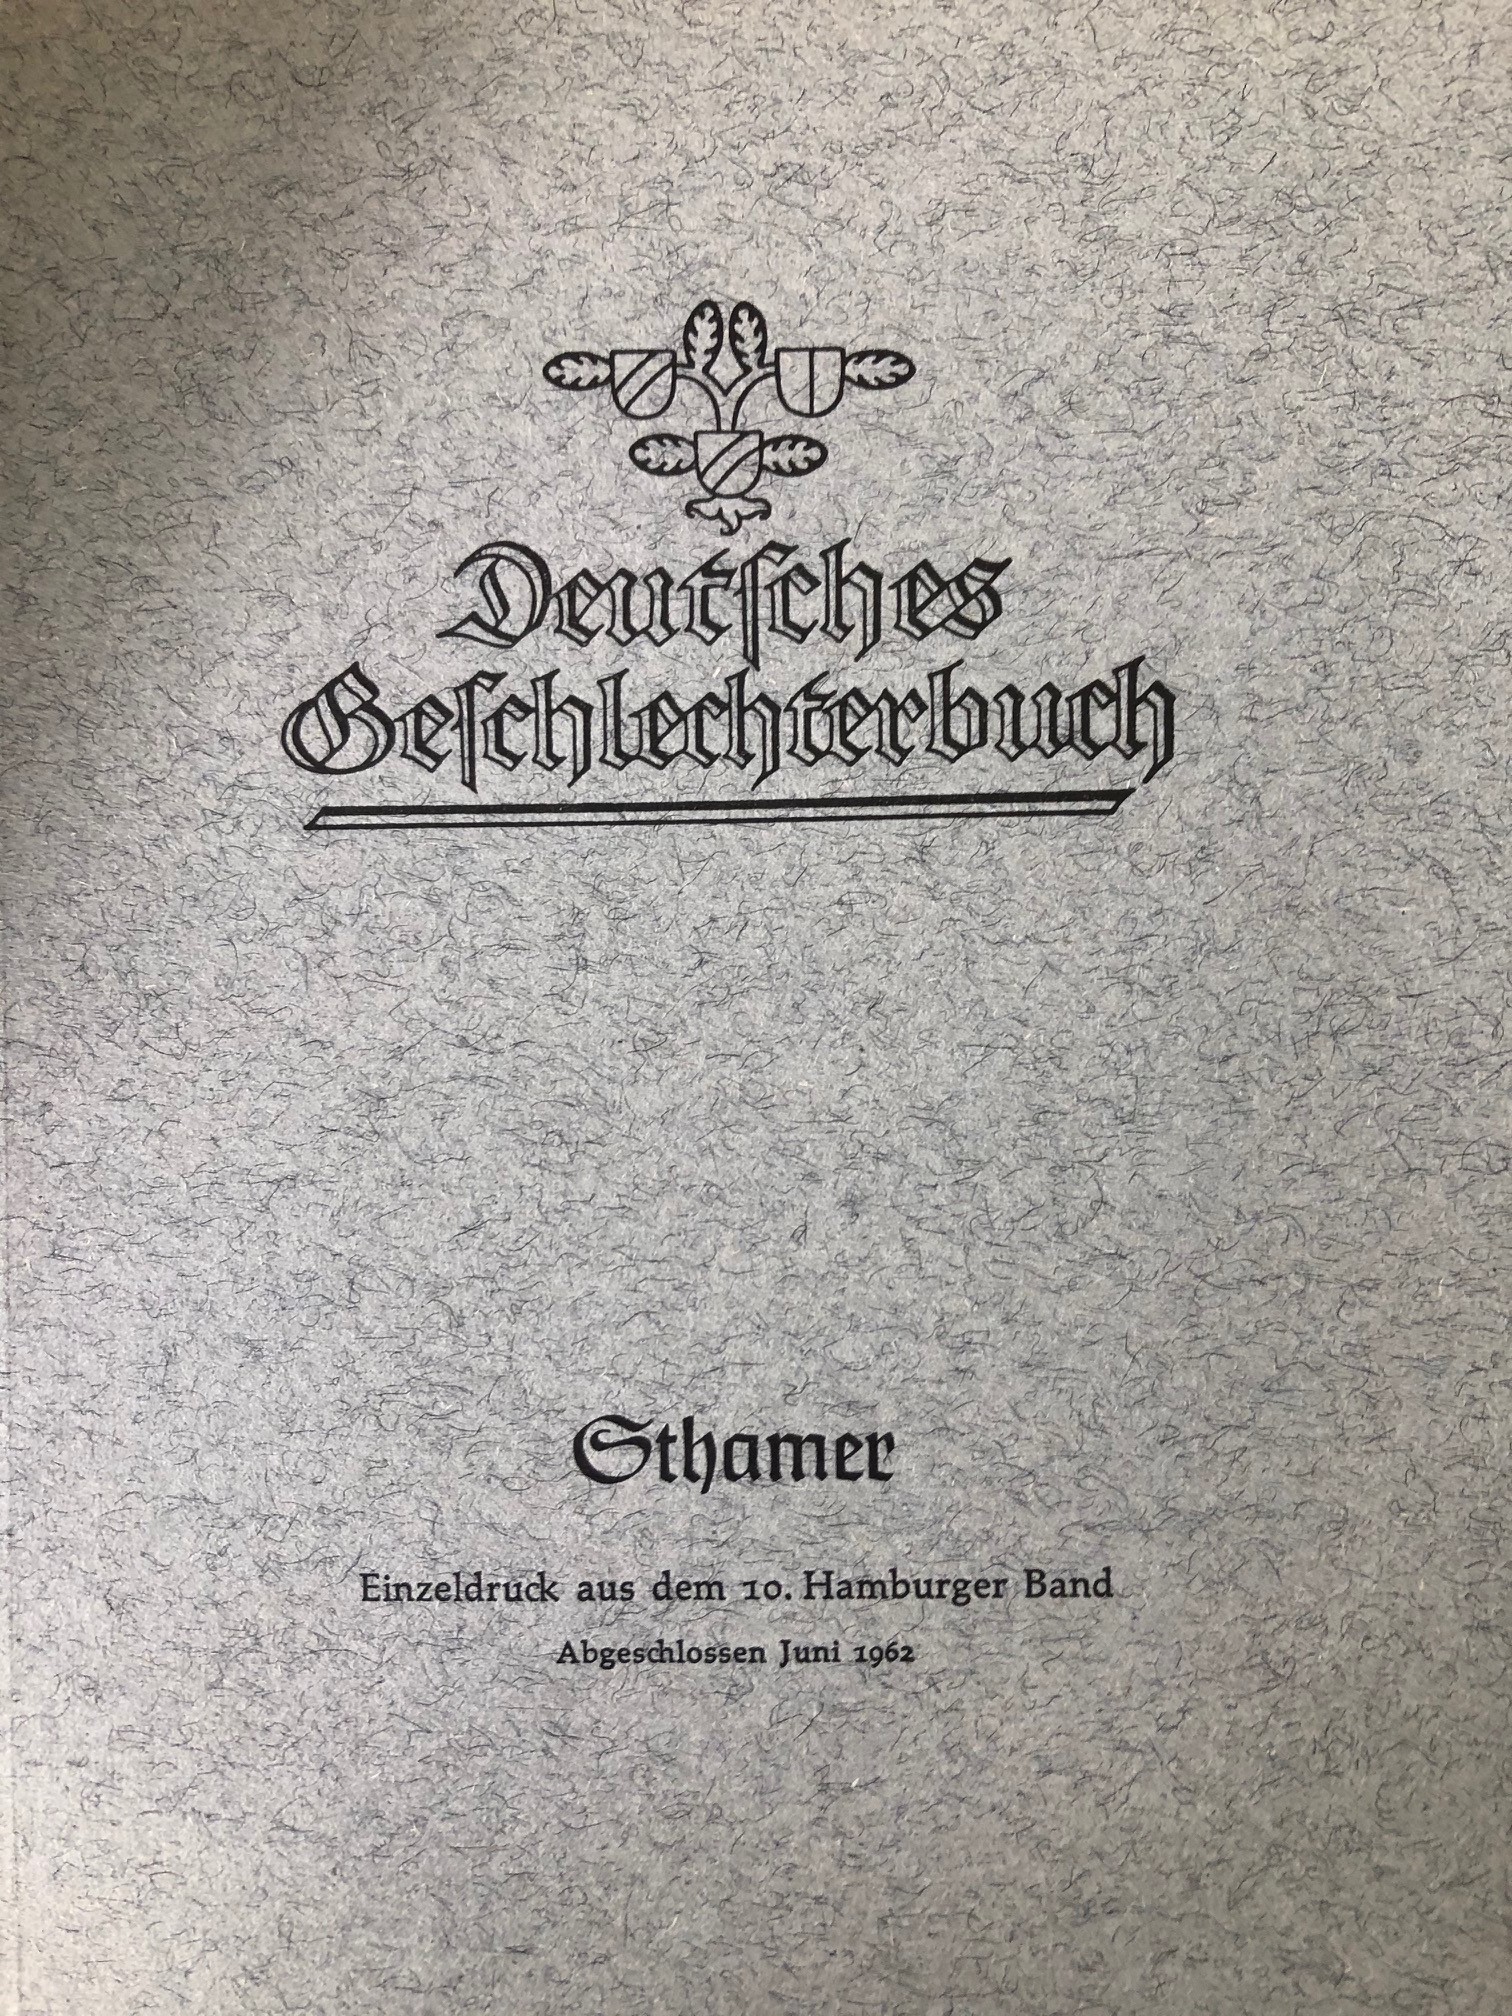 Deutſches
Geſchlechterbuch
Sthamer
Einzeldruck aus dem 10. Hamburger Band
Abgeschlossen Juni 1962